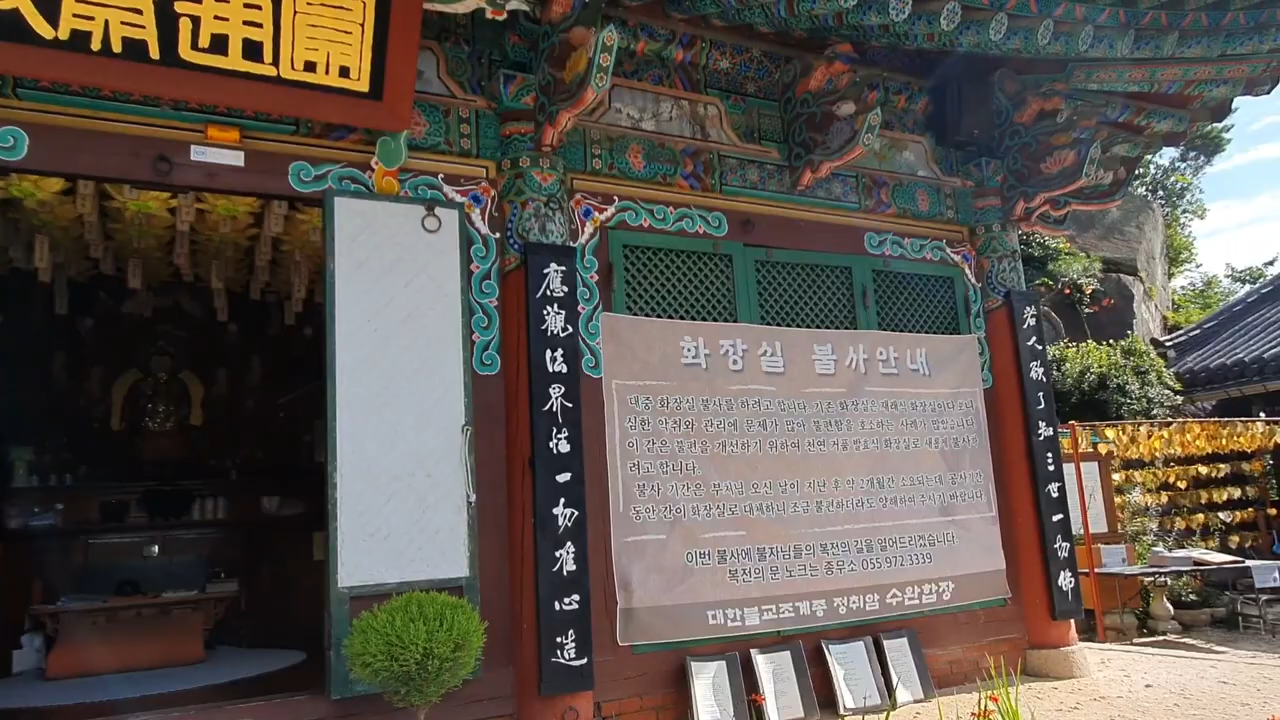 圓通
應觀法界性一切唯心造
화장실 불사안내
대중 화장실 불사를 하려고 합니다. 기존 화장실은 재래식 화장실이다 보니
심한 악취와 관리에 문제가 많아 불편함을 호소하는 사례가 많았습니다.
이 같은 불편을 개선하기 위하여 천연 거품 발효식 화장실로 새롭게 불사하
려고 합니다.
불사 기간은 부처님 오신 날이 지난 후 약 2개월간 소요되는데 공사기간
동안 간이 화장실로 대체하니 조금 불편하더라도 양해하여 주시기 바랍니다.
이번 불사에 불자님들의 복전의 길을 열어드리겠습니다.
복전의 문 노크는 종무소 055.972.3339
대한불교조계종 정취암 수완합장
若人欲了知三世一切佛